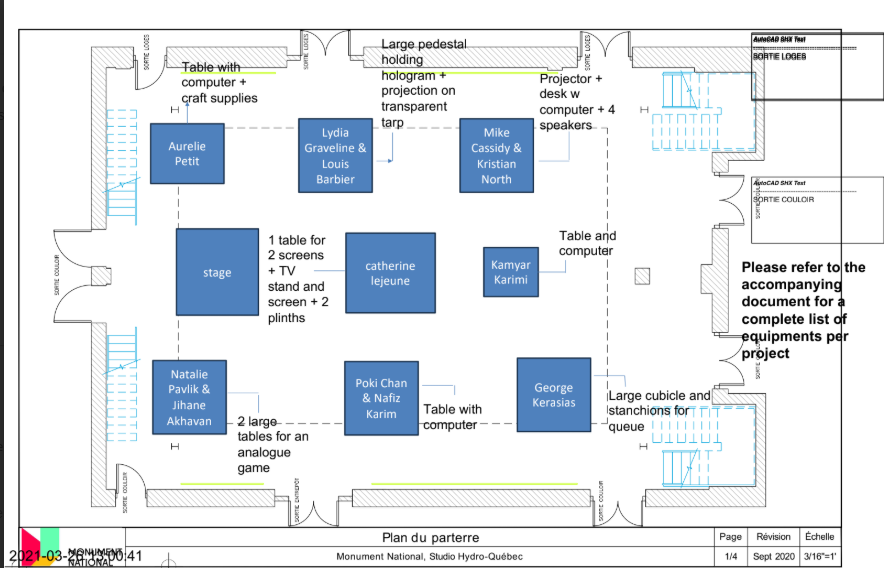 SORTIE LOGES
SORTIE LOGES
SORTIE LOGES
AutoCAD SHX Text
SORTIE LOGES
Table with
computer +
craft supplies
Large pedestal
holding
hologram +
projection on
transparent
tarp
Projector +
desk w
computer + 4
speakers
Aurelie
Petit
Lydia
Graveline &
Louis
Barbier
Mike
Cassidy &
Kristian
North
AutoCAD SHX Text
SORTIE COULOIR
SORTIE COULOIR
SORTIE COULOIR
stage
1 table for
2 screens
+ TV
stand and
screen + 2
plinths
catherine
lejeune
Kamyar
Karimi
Table and
computer
Please refer to the
accompanying
document for a
complete list of
equipments per
project
Natalie
Pavlik &
Jihane
Akhavan
2 large
tables for an
analogue
game
Poki Chan
& Nafiz
Karim
Table with
computer
George
Kerasias
Large cubicle and
stanchions for
queue
SORTIE COULOIR
SORTIE ENTREPOT
SORTIE COULOIR
Plan du parterre
Page
Révision
Échelle
MONUMENT
NATIONAL
2021-03-26 13:00:41
Monument National, Studio Hydro-Québec
1/4
Sept 2020
3/16"=1'